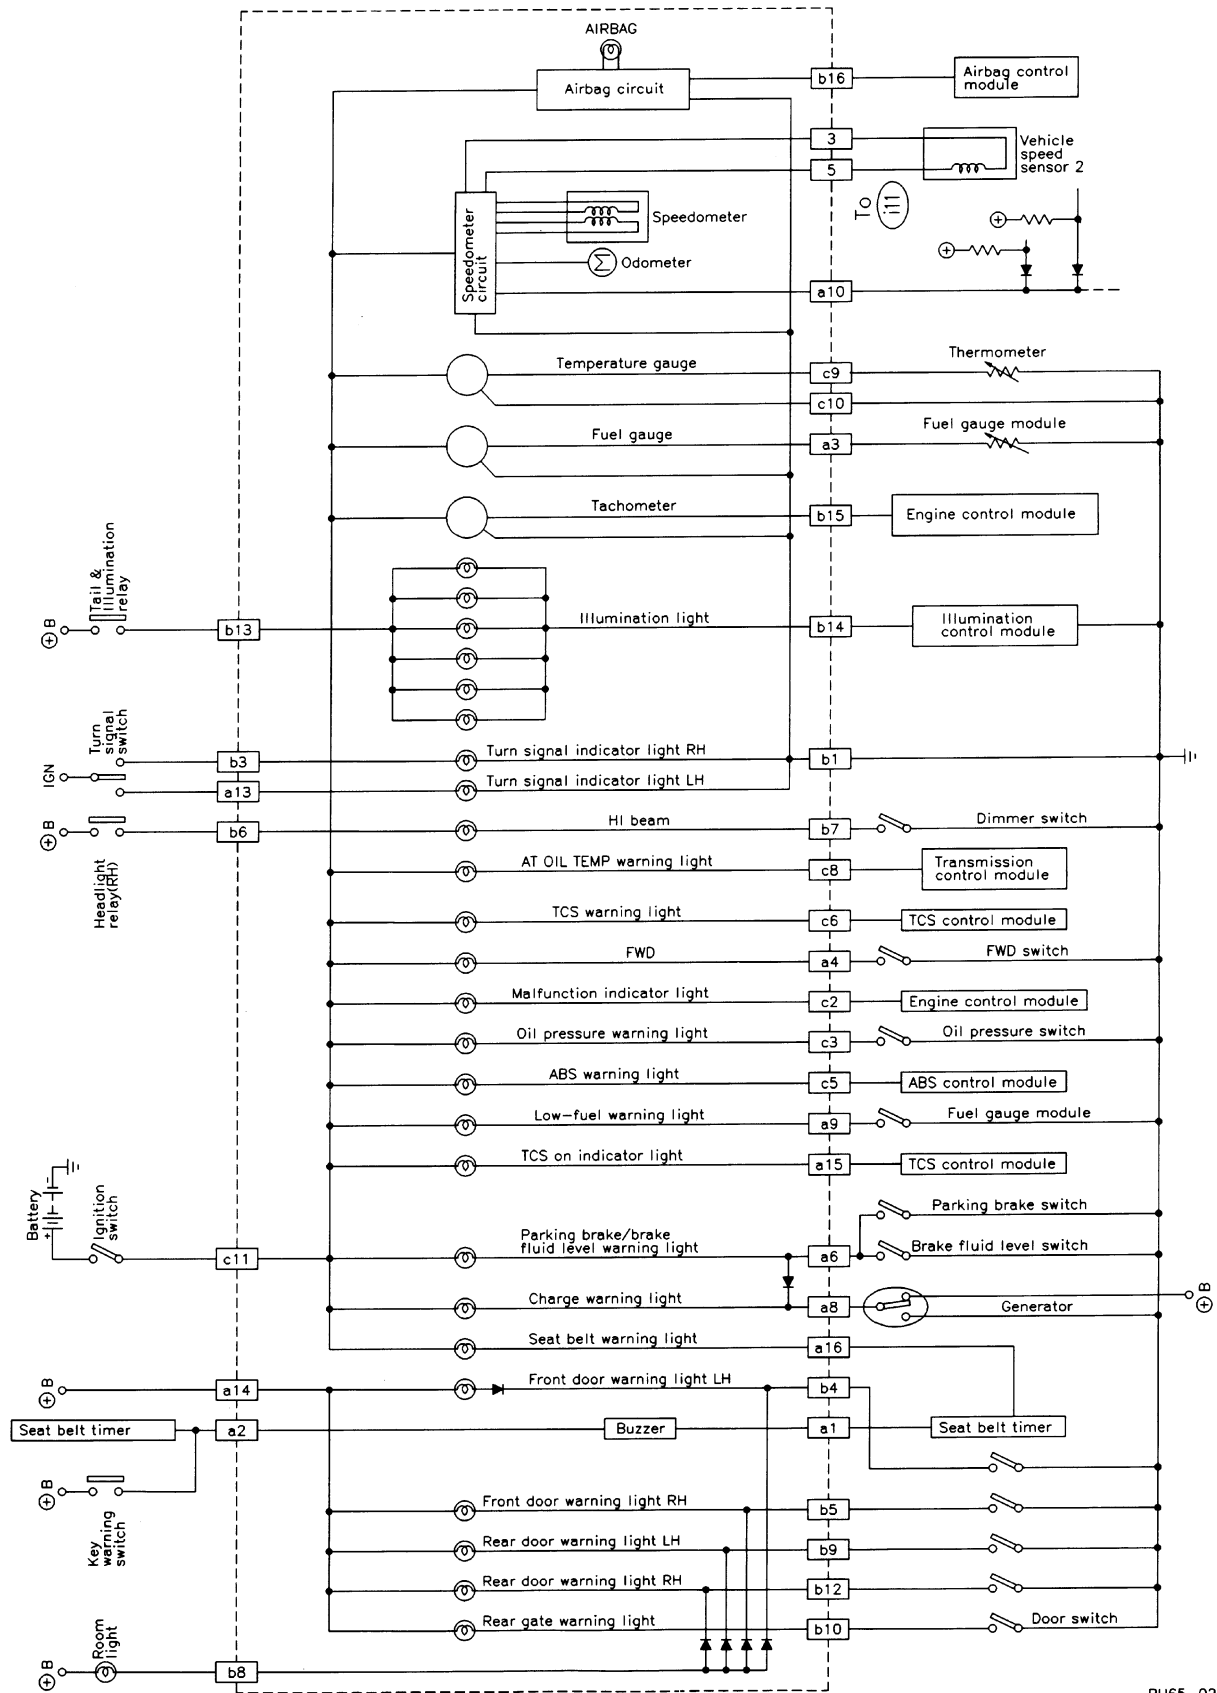 AIRBAG
Airbag circuit
b16
Airbag control
module
3
5
Vehicle
speed
sensor 2
To
i11
Speedometer
circuit
Speedometer
Odometer
a10
Temperature gauge
c9
Thermometer
c10
Fuel gauge
a3
Fuel gauge module
Tachometer
b15
Engine control module
B
Tail &
Illumination
relay
b13
Illumination light
b14
Illumination
control module
IGN
Turn
signal
switch
b3
Turn signal indicator light RH
b1
a13
Turn signal indicator light LH
B
Headlight
relay(RH)
b6
HI beam
b7
Dimmer switch
AT OIL TEMP warning light
c8
Transmission
control module
TCS warning light
c6
TCS control module
FWD
a4
FWD switch
Malfunction indicator light
c2
Engine control module
Oil pressure warning light
c3
Oil pressure switch
ABS warning light
c5
ABS control module
Low-fuel warning light
a9
Fuel gauge module
TCS on indicator light
a15
TCS control module
Battery
Ignition
switch
c11
Parking brake/brake
fluid level warning light
a6
Parking brake switch
Brake fluid level switch
Charge warning light
a8
Generator
B
Seat belt warning light
a16
B
a14
Front door warning light LH
b4
Seat belt timer
a2
Buzzer
a1
Seat belt timer
B
Key
warning
switch
Front door warning light RH
b5
Rear door warning light LH
b9
Rear door warning light RH
b12
Rear gate warning light
b10
Door switch
B
Room
light
b8